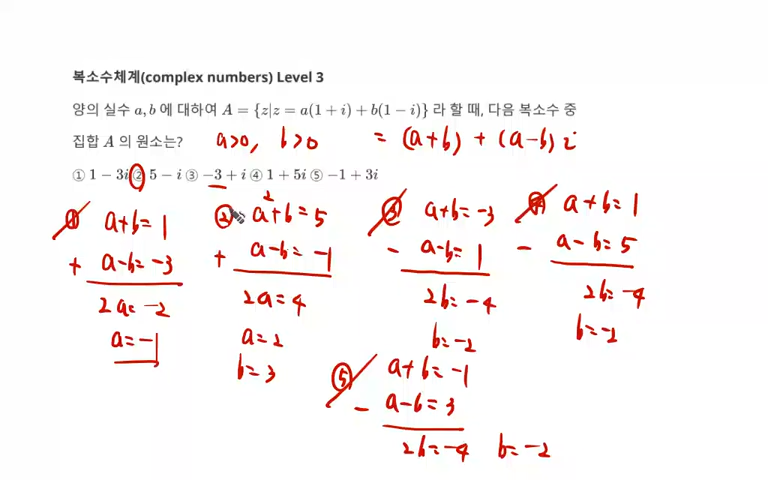 복소수체계(complex numbers) Level 3
양의 실수 a, b 에 대하여 A = {z|z = a(1 + i) + b(1 − i)} 라 할 때, 다음 복소수 중
집합 A 의 원소는? a>0, b>0 = (a+b) + (a-b) i
① 1 − 3i ② 5 − i ③ −3 + i ④ 1 + 5i ⑤ −1 + 3i
① a+b = 1
+ a-b = -3
2a = -2
a = -1
② a+b = 5
2
+ a-b = -1
2a = 4
a = 2
b = 3
③ a+b = -3
- a-b = 1
2b = -4
b = -2
④ a+b = 1
- a-b = 5
2b = -4
b = -2
⑤ a+b = -1
- a-b = 3
2b = -4 b = -2